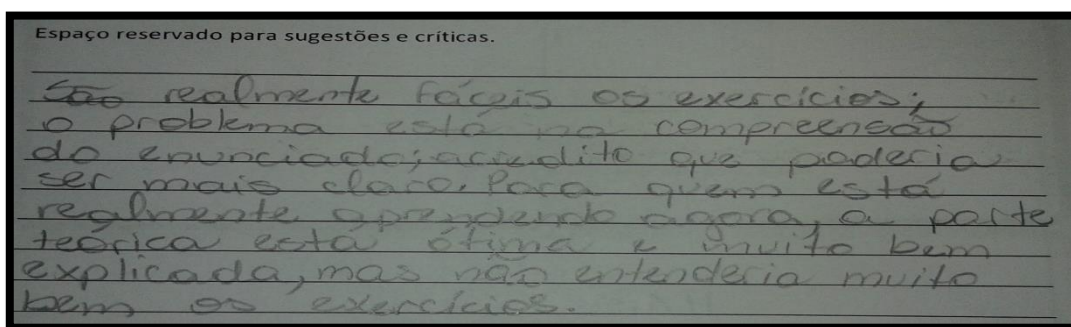 Espaço reservado para sugestões e críticas.
São realmente fáceis os exercícios;
o problema está na compreensão
do enunciado; acredito que poderia
ser mais claro. Para quem está
realmente aprendendo agora, a parte
teórica está ótima e muito bem
explicada, mas não entenderia muito
bem os exercícios.